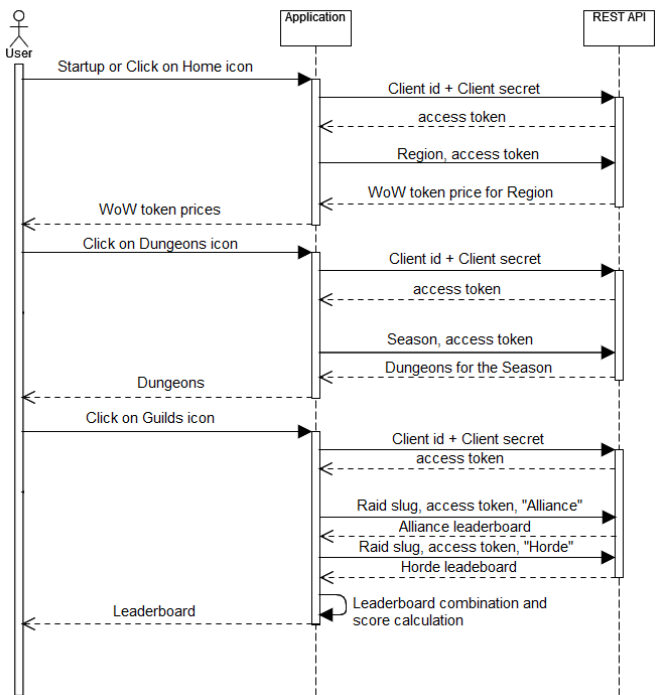 Application
REST API
User
Startup or Click on Home icon
Client id + Client secret
access token
Region, access token
WoW token price for Region
WoW token prices
Click on Dungeons icon
Client id + Client secret
access token
Season, access token
Dungeons for the Season
Dungeons
Click on Guilds icon
Client id + Client secret
access token
Raid slug, access token, "Alliance"
Alliance leaderboard
Raid slug, access token, "Horde"
Horde leadeboard
Leaderboard combination and
score calculation
Leaderboard